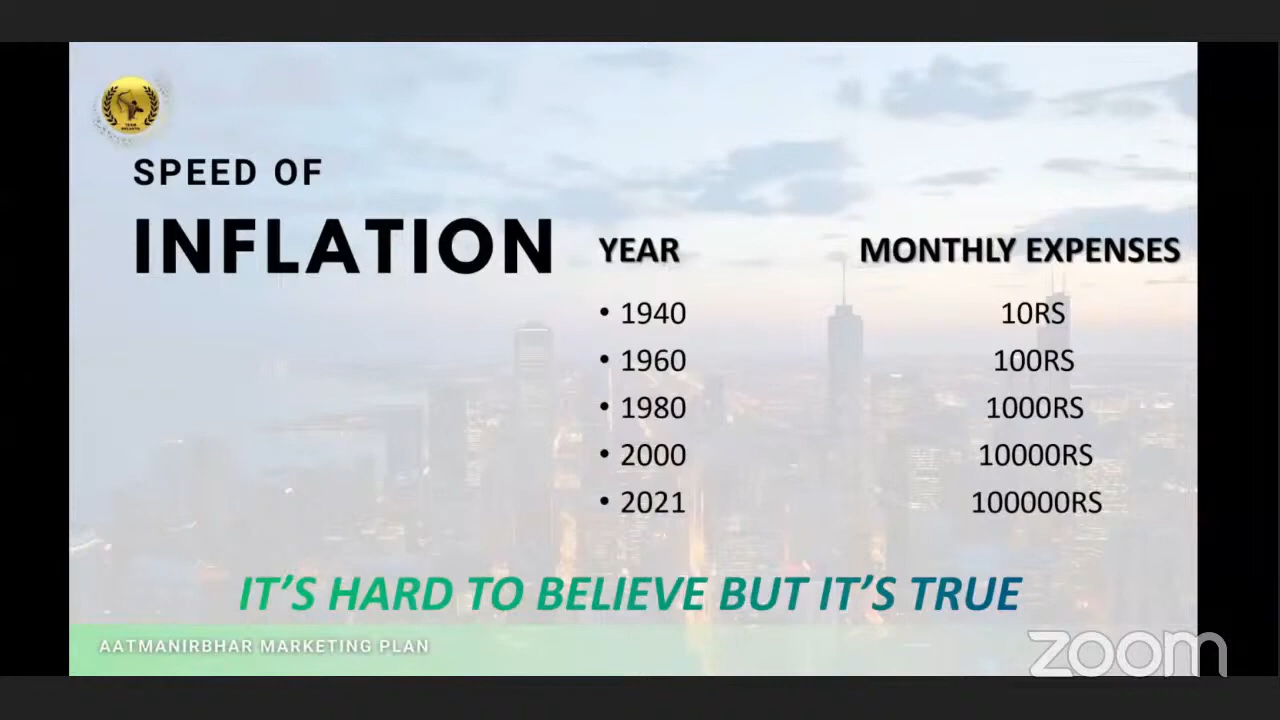 SPEED OF
INFLATION
YEAR MONTHLY EXPENSES
• 1940 10RS
• 1960 100RS
• 1980 1000RS
• 2000 10000RS
• 2021 100000RS
IT'S HARD TO BELIEVE BUT IT'S TRUE
AATMANIRBHAR MARKETING PLAN
zoom